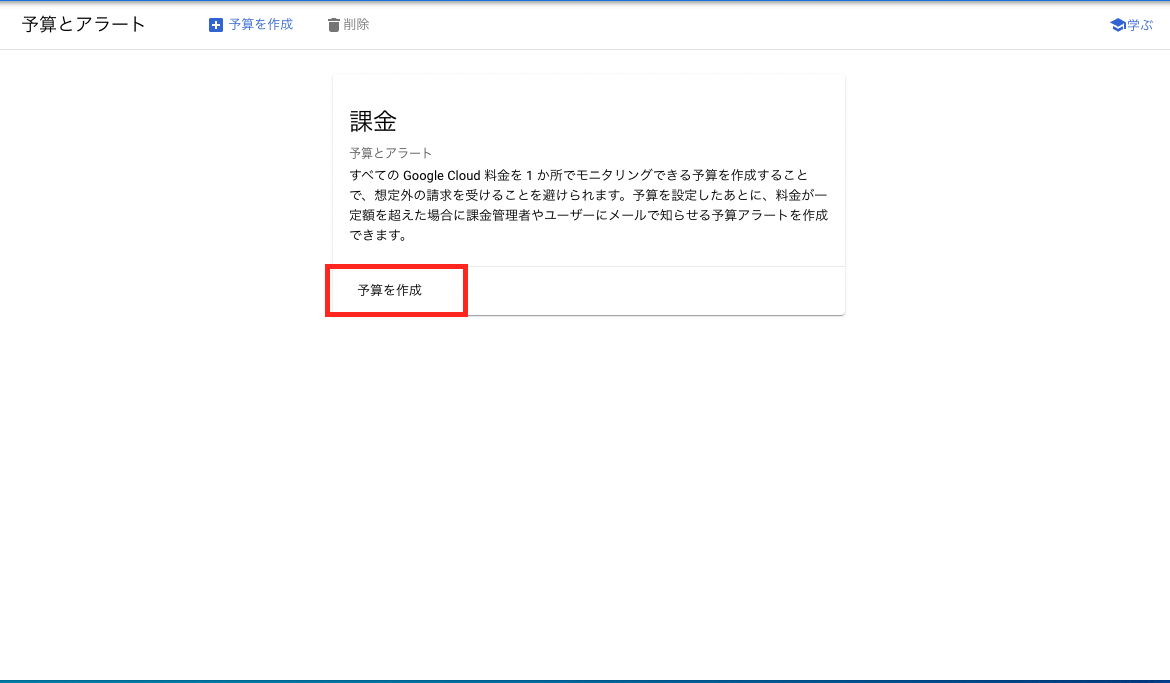 予算とアラート
予算を作成
削除
学ぶ
課金
予算とアラート
すべての Google Cloud 料金を 1 か所でモニタリングできる予算を作成すること
で、想定外の請求を受けることを避けられます。予算を設定したあとに、料金が一
定額を超えた場合に課金管理者やユーザーにメールで知らせる予算アラートを作成
できます。
予算を作成